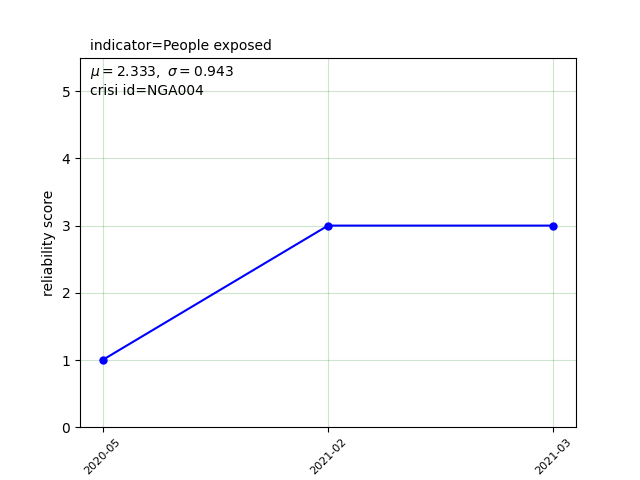 indicator=People exposed
μ = 2.333, σ = 0.943
crisi id=NGA004
reliability score
5
4
3
2
1
0
2020-05
2021-02
2021-03